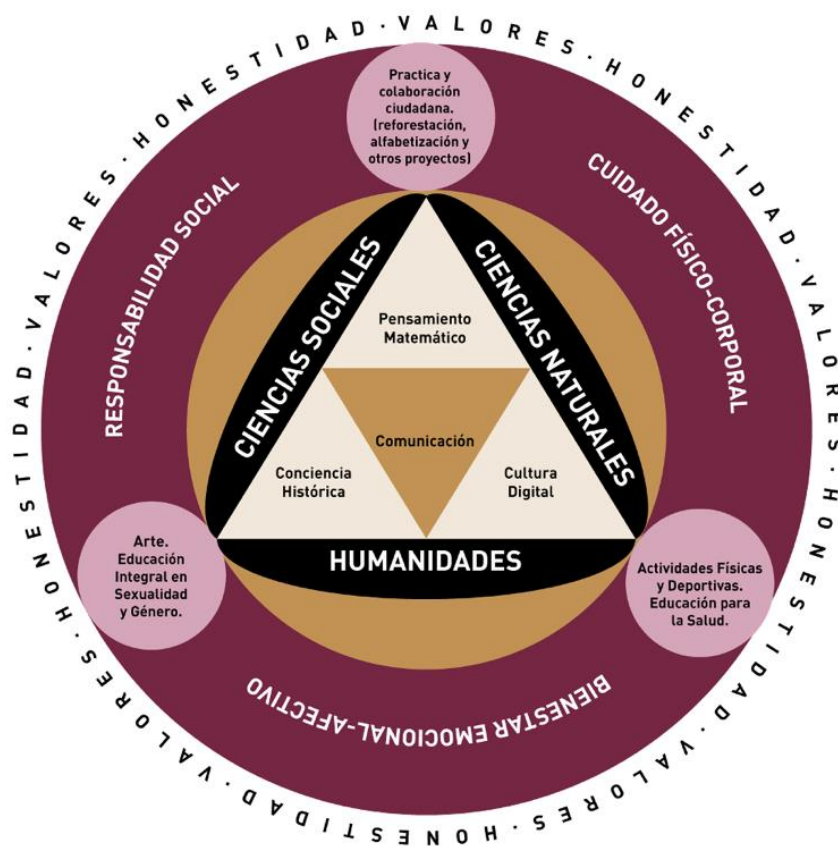 HONESTIDAD · VALORES · HONESTIDAD · VALORES · HONESTIDAD · VALORES · HONESTIDAD · VALORES · HONESTIDAD · VALORES ·
Practica y
colaboración
ciudadana.
(reforestación,
alfabetización y
otros proyectos)
RESPONSABILIDAD SOCIAL
CUIDADO FÍSICO-CORPORAL
CIENCIAS SOCIALES
CIENCIAS NATURALES
Pensamiento
Matemático
Comunicación
Conciencia
Histórica
Cultura
Digital
HUMANIDADES
Arte.
Educación
Integral en
Sexualidad
y Género.
Actividades Físicas
y Deportivas.
Educación para
la Salud.
BIENESTAR EMOCIONAL-AFECTIVO